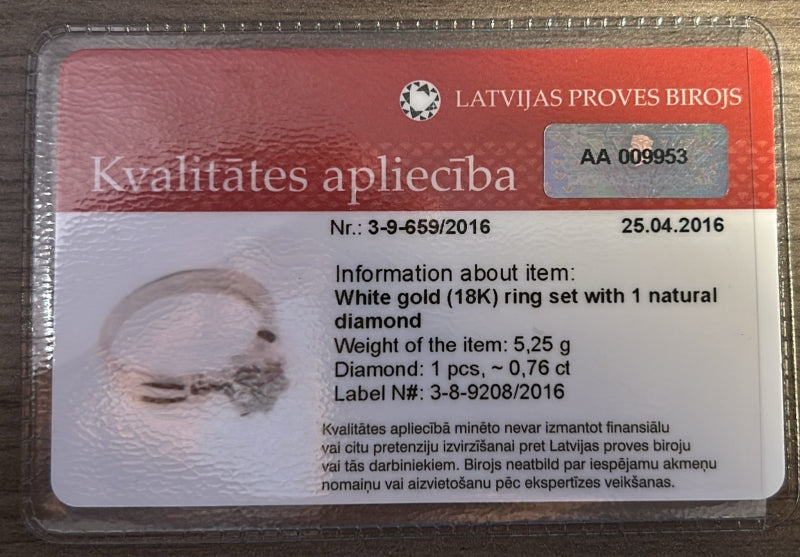 LATVIJAS PROVES BIROJS
AA 009953
Kvalitātes apliecība
Nr.: 3-9-659/2016 25.04.2016
Information about item:
White gold (18K) ring set with 1 natural
diamond
Weight of the item: 5,25 g
Diamond: 1 pcs, ~ 0,76 ct
Label N#: 3-8-9208/2016
Kvalitātes apliecībā minēto nevar izmantot finansiālu
vai citu pretenziju izvirzīšanai pret Latvijas proves biroju
vai tās darbiniekiem. Birojs neatbild par iespējamu akmeņu
nomaiņu vai aizvietošanu pēc ekspertīzes veikšanas.